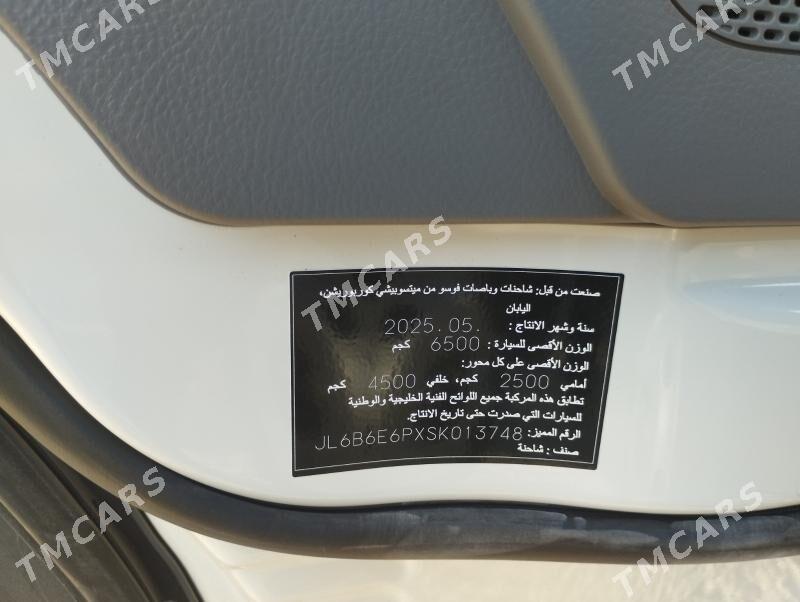 TMCARS
TMCARS
TMCARS
صنعت من قبل: شاحنات وباصات فوسو من ميتسوبيشي كوربوريشن،
اليابان
سنة وشهر الانتاج : 2025.05.
الوزن الأقصى للسيارة : 6500 كجم
الوزن الأقصى على كل محور:
أمامي 2500 كجم، خلفي 4500 كجم
تطابق هذه المركبة جميع اللوائح الفنية الخليجية والوطنية
للسيارات التي صدرت حتى تاريخ الانتاج.
الرقم المميز: JL6B6E6PXSK013748
صنف : شاحنة
TMCARS
TMCARS
TMCARS